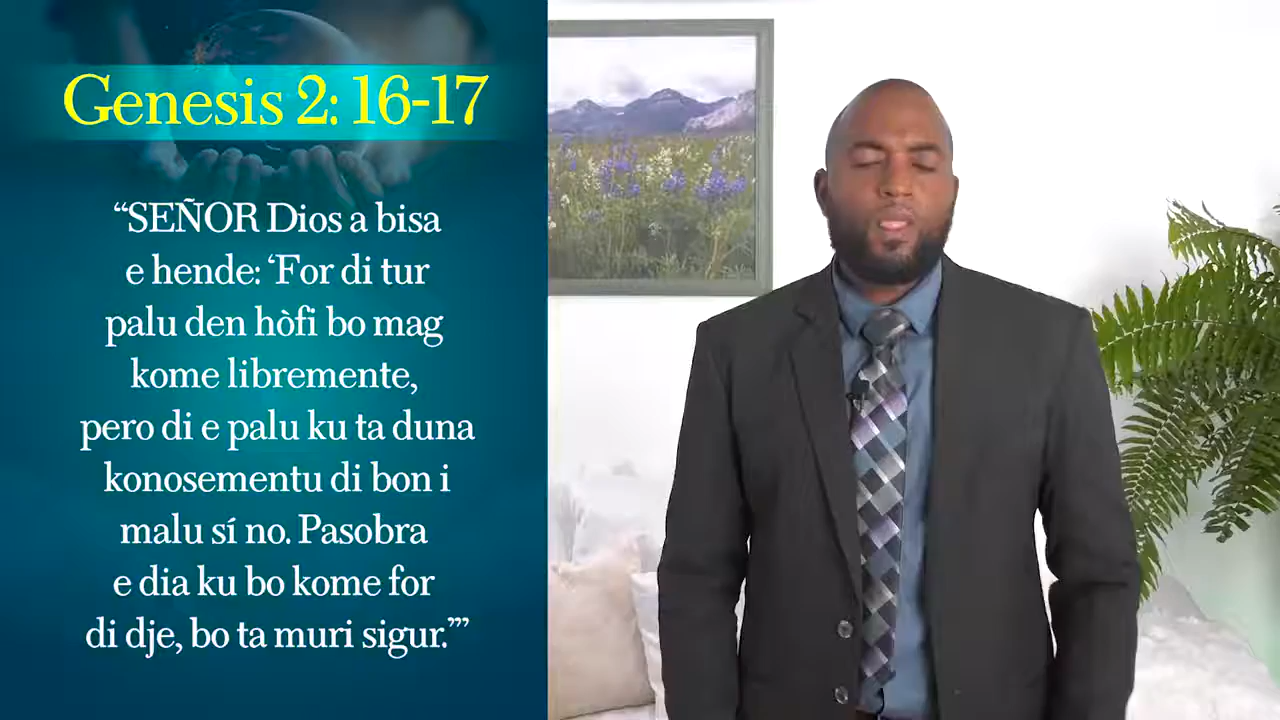 Genesis 2: 16-17
“SEÑOR Dios a bisa
e hende: ‘For di tur
palu den hòfi bo mag
kome libremente,
pero di e palu ku ta duna
konosementu di bon i
malu sí no. Pasobra
e dia ku bo kome for
di dje, bo ta muri sigur.’”